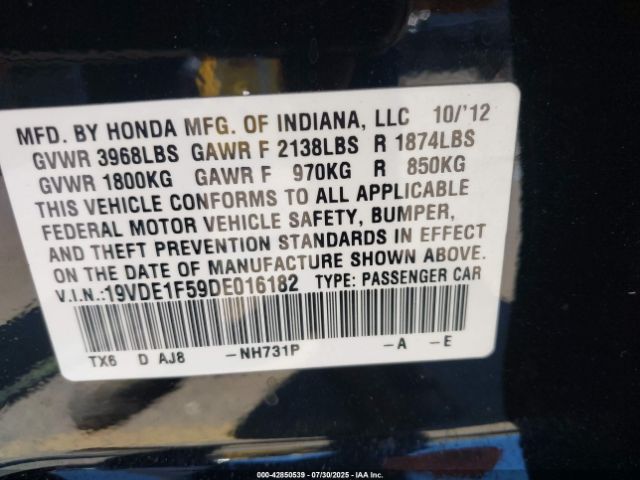 MFD. BY HONDA MFG. OF INDIANA, LLC 10/'12
GVWR 3968LBS GAWR F 2138LBS R 1874LBS
GVWR 1800KG GAWR F 970KG R 850KG
THIS VEHICLE CONFORMS TO ALL APPLICABLE
FEDERAL MOTOR VEHICLE SAFETY, BUMPER,
AND THEFT PREVENTION STANDARDS IN EFFECT
ON THE DATE OF MANUFACTURE SHOWN ABOVE.
V.I.N.:19VDE1F59DE016182 TYPE: PASSENGER CAR
TX6 D AJ8 -NH731P -A -E
000-42850539 - 07/30/2025 - IAA Inc.